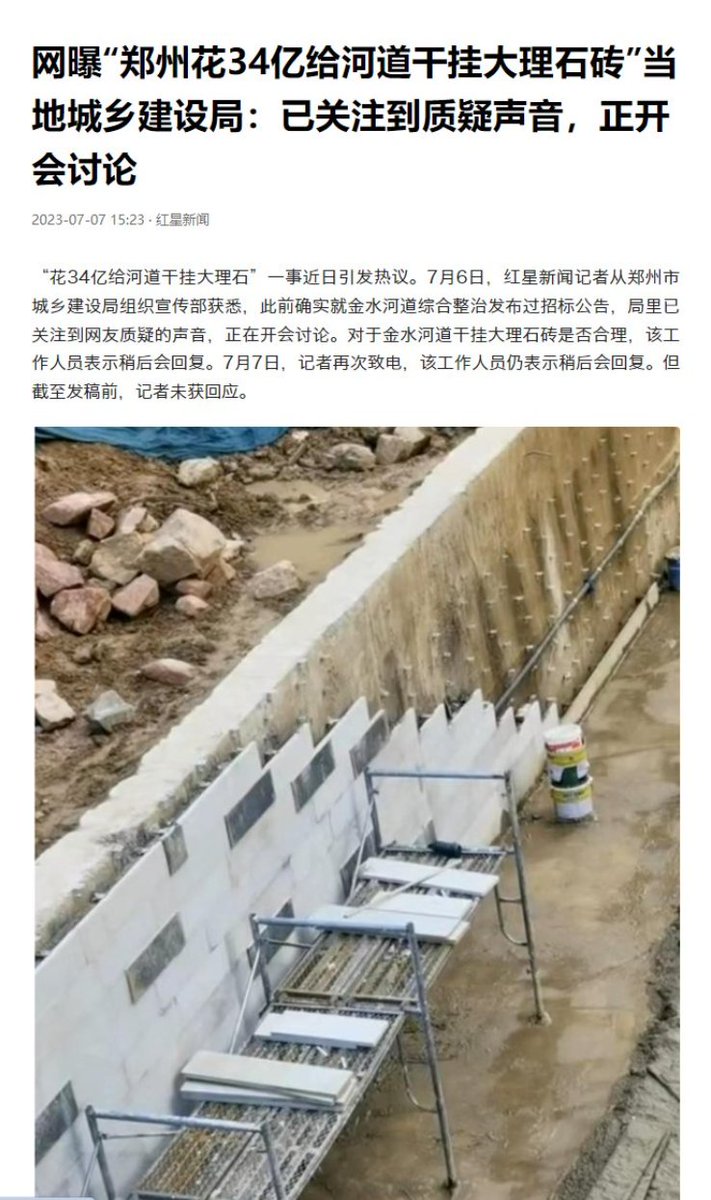 网曝“郑州花34亿给河道干挂大理石砖”当
地城乡建设局：已关注到质疑声音，正开
会讨论
2023-07-07 15:23 · 红星新闻
“花34亿给河道干挂大理石”一事近日引发热议。7月6日，红星新闻记者从郑州市
城乡建设局组织宣传部获悉，此前确实就金水河道综合整治发布过招标公告，局里已
关注到网友质疑的声音，正在开会讨论。对于金水河道干挂大理石砖是否合理，该工
作人员表示稍后会回复。7月7日，记者再次致电，该工作人员仍表示稍后会回复。但
截至发稿前，记者未获回应。